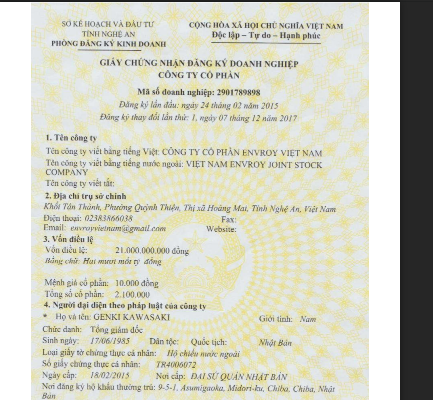 SỞ KẾ HOẠCH VÀ ĐẦU TƯ
TỈNH NGHỆ AN
PHÒNG ĐĂNG KÝ KINH DOANH
CỘNG HÒA XÃ HỘI CHỦ NGHĨA VIỆT NAM
Độc lập - Tự do - Hạnh phúc
GIẤY CHỨNG NHẬN ĐĂNG KÝ DOANH NGHIỆP
CÔNG TY CỔ PHẦN
Mã số doanh nghiệp: 2901789898
Đăng ký lần đầu: ngày 24 tháng 02 năm 2015
Đăng ký thay đổi lần thứ: 1, ngày 07 tháng 12 năm 2017
1. Tên công ty
Tên công ty viết bằng tiếng Việt: CÔNG TY CỔ PHẦN ENVROY VIỆT NAM
Tên công ty viết bằng tiếng nước ngoài: VIET NAM ENVROY JOINT STOCK
COMPANY
Tên công ty viết tắt:
2. Địa chỉ trụ sở chính
Khối Tân Thành, Phường Quỳnh Thiện, Thị xã Hoàng Mai, Tỉnh Nghệ An, Việt Nam
Điện thoại: 02383866038 Fax:
Email: envroyvietnam@gmail.com Website:
3. Vốn điều lệ
Vốn điều lệ: 21.000.000.000 đồng
Bằng chữ: Hai mươi mốt tỷ đồng
Mệnh giá cổ phần: 10.000 đồng
Tổng số cổ phần: 2.100.000
4. Người đại diện theo pháp luật của công ty
* Họ và tên: GENKI KAWASAKI Giới tính: Nam
Chức danh: Tổng giám đốc
Sinh ngày: 17/06/1985 Dân tộc: Quốc tịch: Nhật Bản
Loại giấy tờ chứng thực cá nhân: Hộ chiếu nước ngoài
Số giấy chứng thực cá nhân: TR4006072
Ngày cấp: 18/02/2015 Nơi cấp: ĐẠI SỨ QUÁN NHẬT BẢN
Nơi đăng ký hộ khẩu thường trú: 9-5-1, Asumigaoka, Midori-ku, Chiba, Chiba, Nhật
Bản